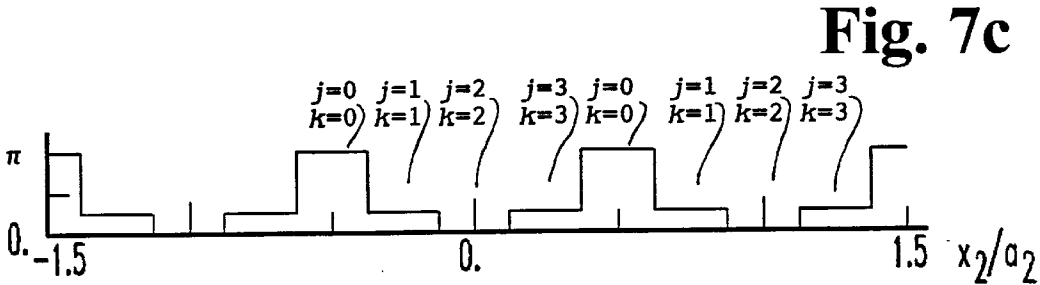 Fig. 7c
j=0 j=1 j=2 j=3 j=0 j=1 j=2 j=3
k=0 k=1 k=2 k=3 k=0 k=1 k=2 k=3
π
0.
-1.5 0. 1.5 x₂/a₂